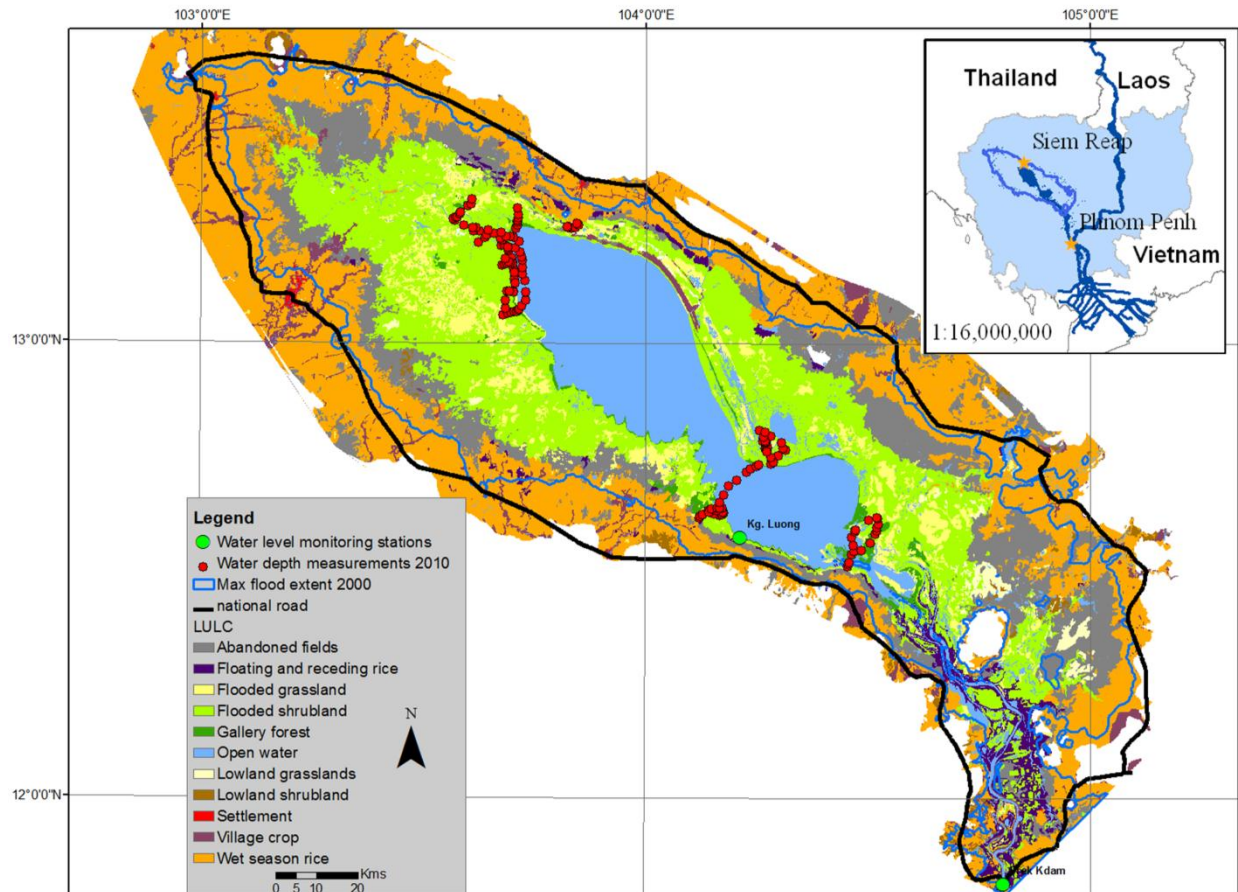 103°0'0"E 104°0'0"E 105°0'0"E
Thailand
Laos
Siem Reap
Phnom Penh
Vietnam
1:16,000,000
13°0'0"N
12°0'0"N
Kg. Luong
Legend
Water level monitoring stations
Water depth measurements 2010
Max flood extent 2000
national road
LULC
Abandoned fields
Floating and receding rice
Flooded grassland
Flooded shrubland
Gallery forest
Open water
Lowland grasslands
Lowland shrubland
Settlement
Village crop
Wet season rice
N
Kms
0 5 10 20
Kdam